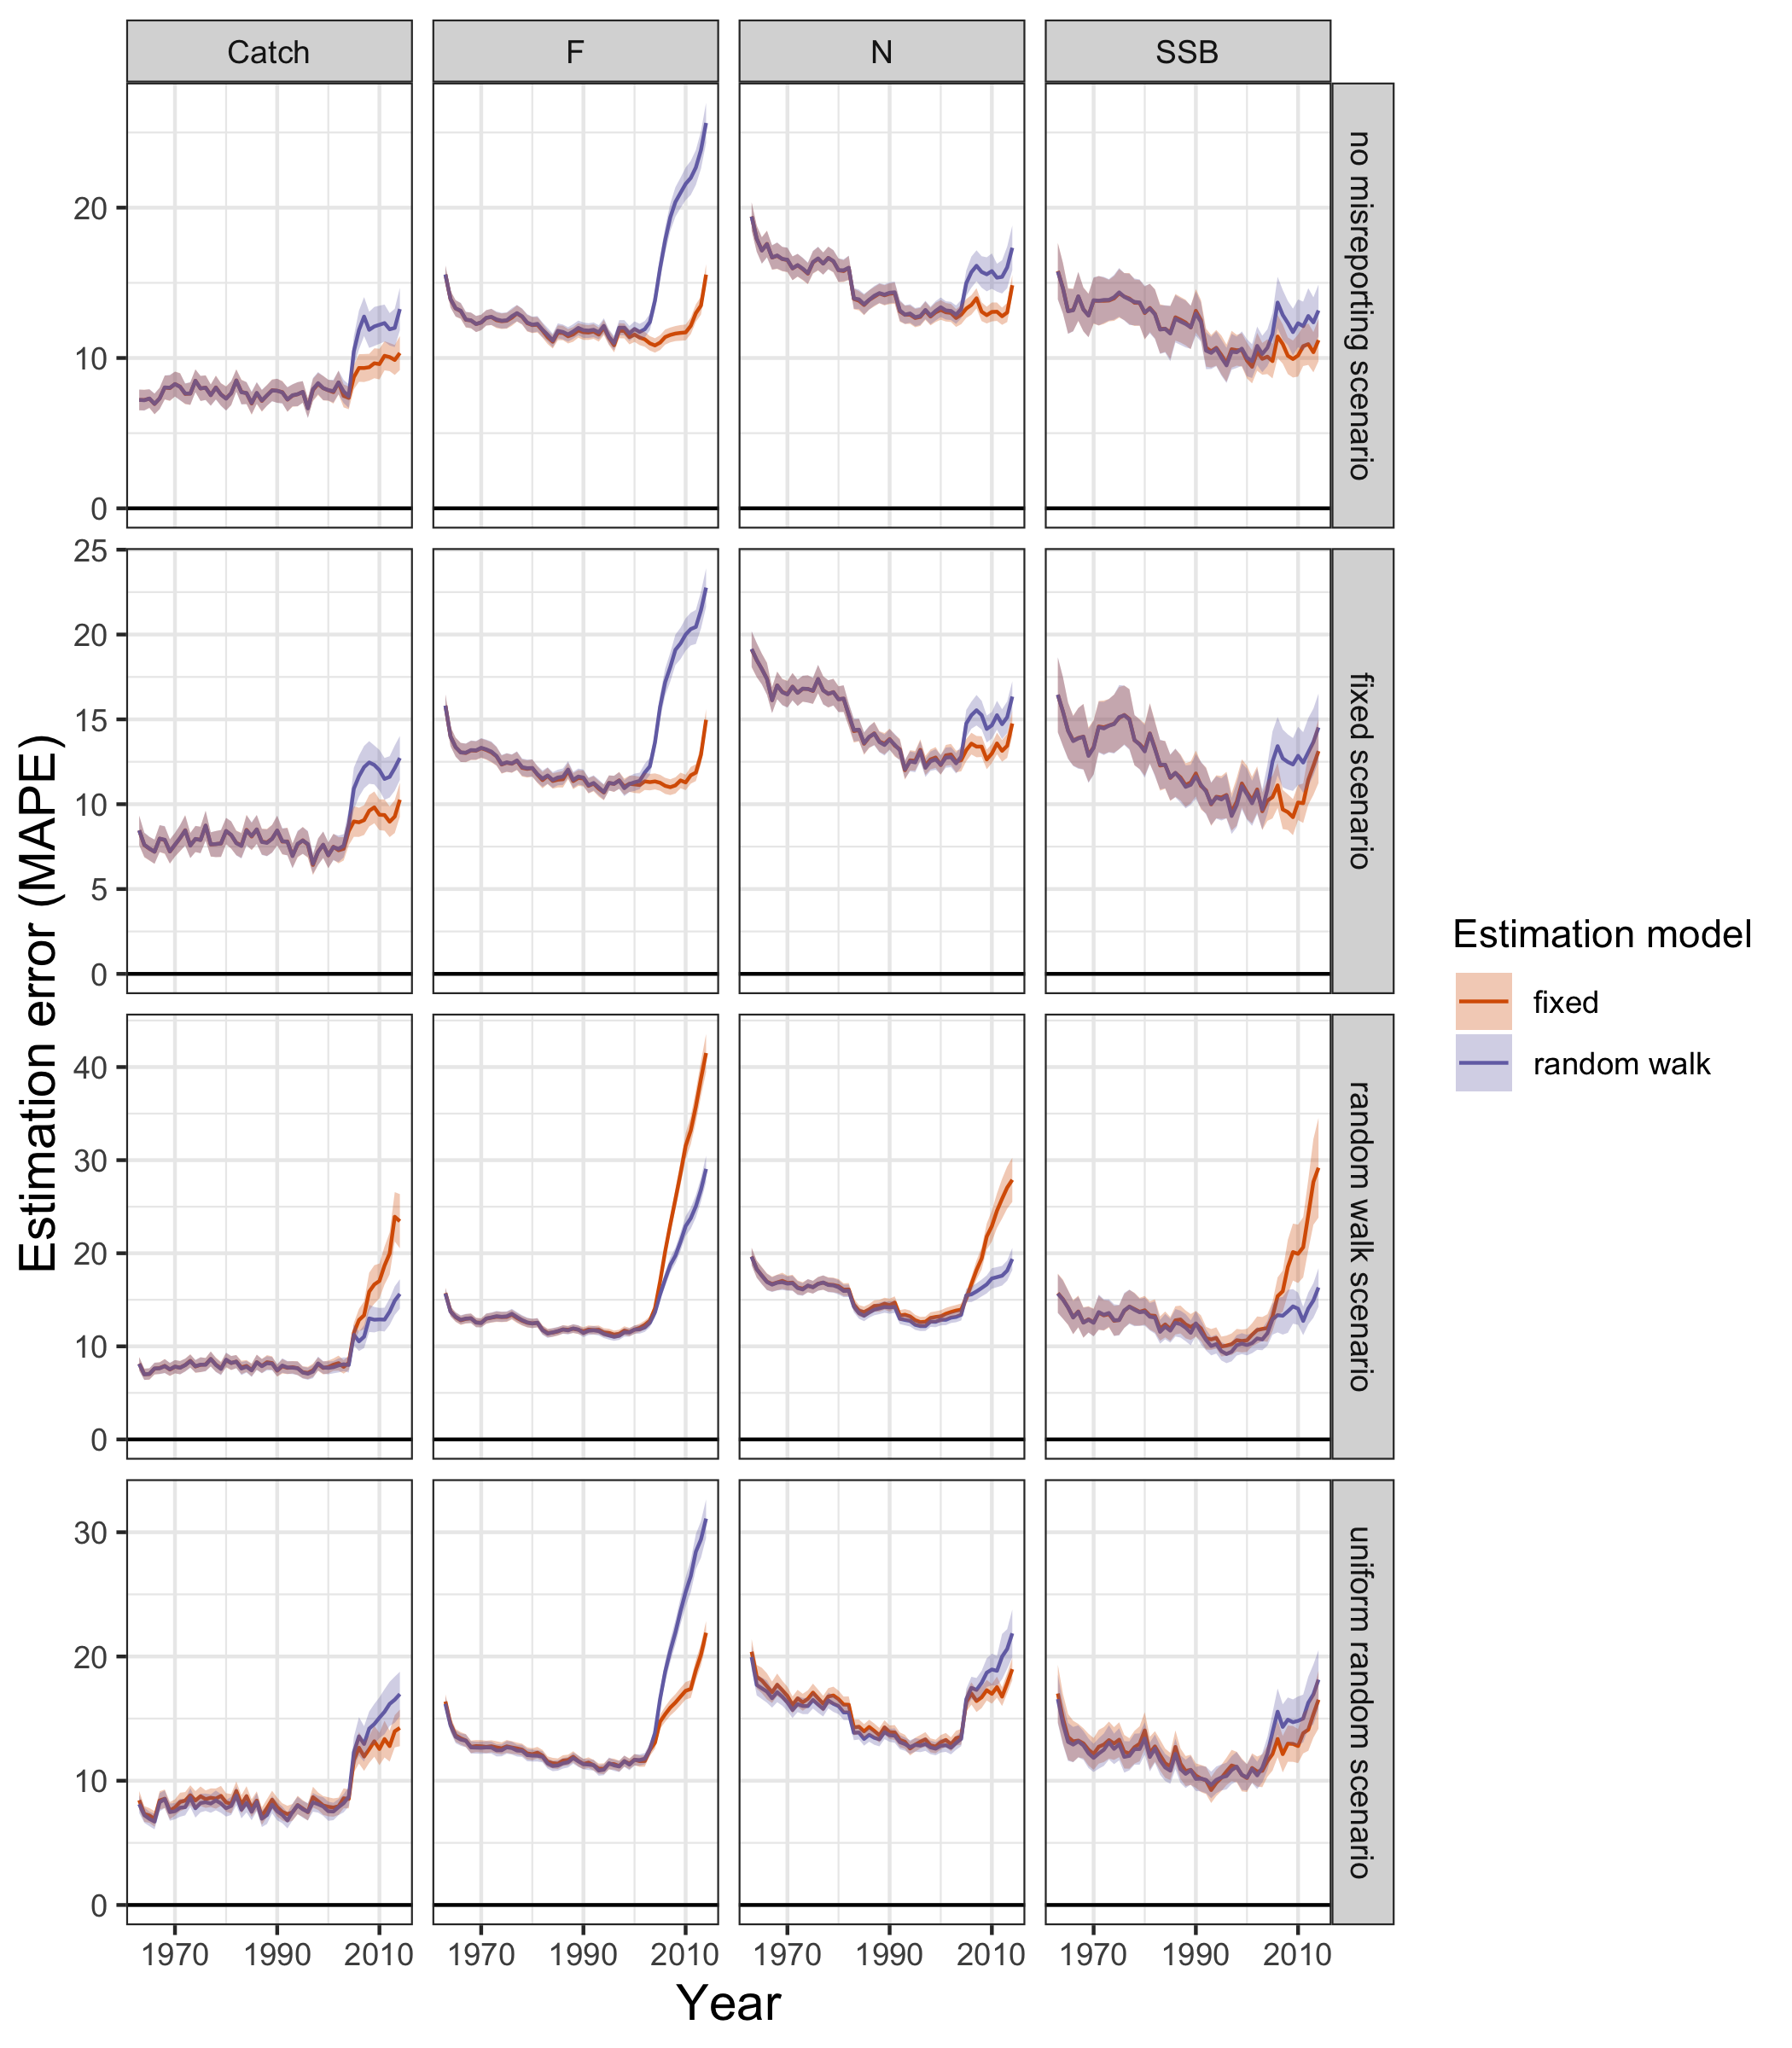 Catch F N SSB
20
10
0
no misreporting scenario
25
20
15
10
5
0
fixed scenario
40
30
20
10
0
random walk scenario
30
20
10
0
uniform random scenario
1970 1990 2010 1970 1990 2010 1970 1990 2010 1970 1990 2010
Year
Estimation error (MAPE)
Estimation model
fixed
random walk